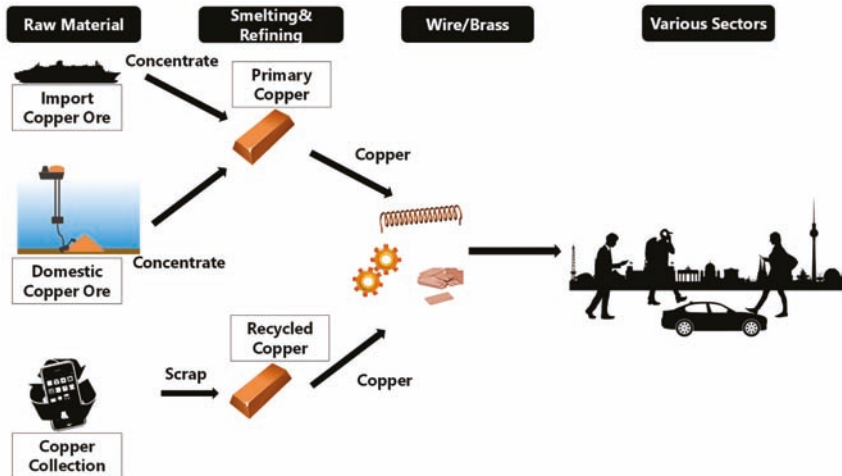 Raw Material
Smelting&
Refining
Wire/Brass
Various Sectors
Concentrate
Import
Copper Ore
Primary
Copper
Copper
Domestic
Copper Ore
Concentrate
Recycled
Copper
Scrap
Copper
Copper
Collection